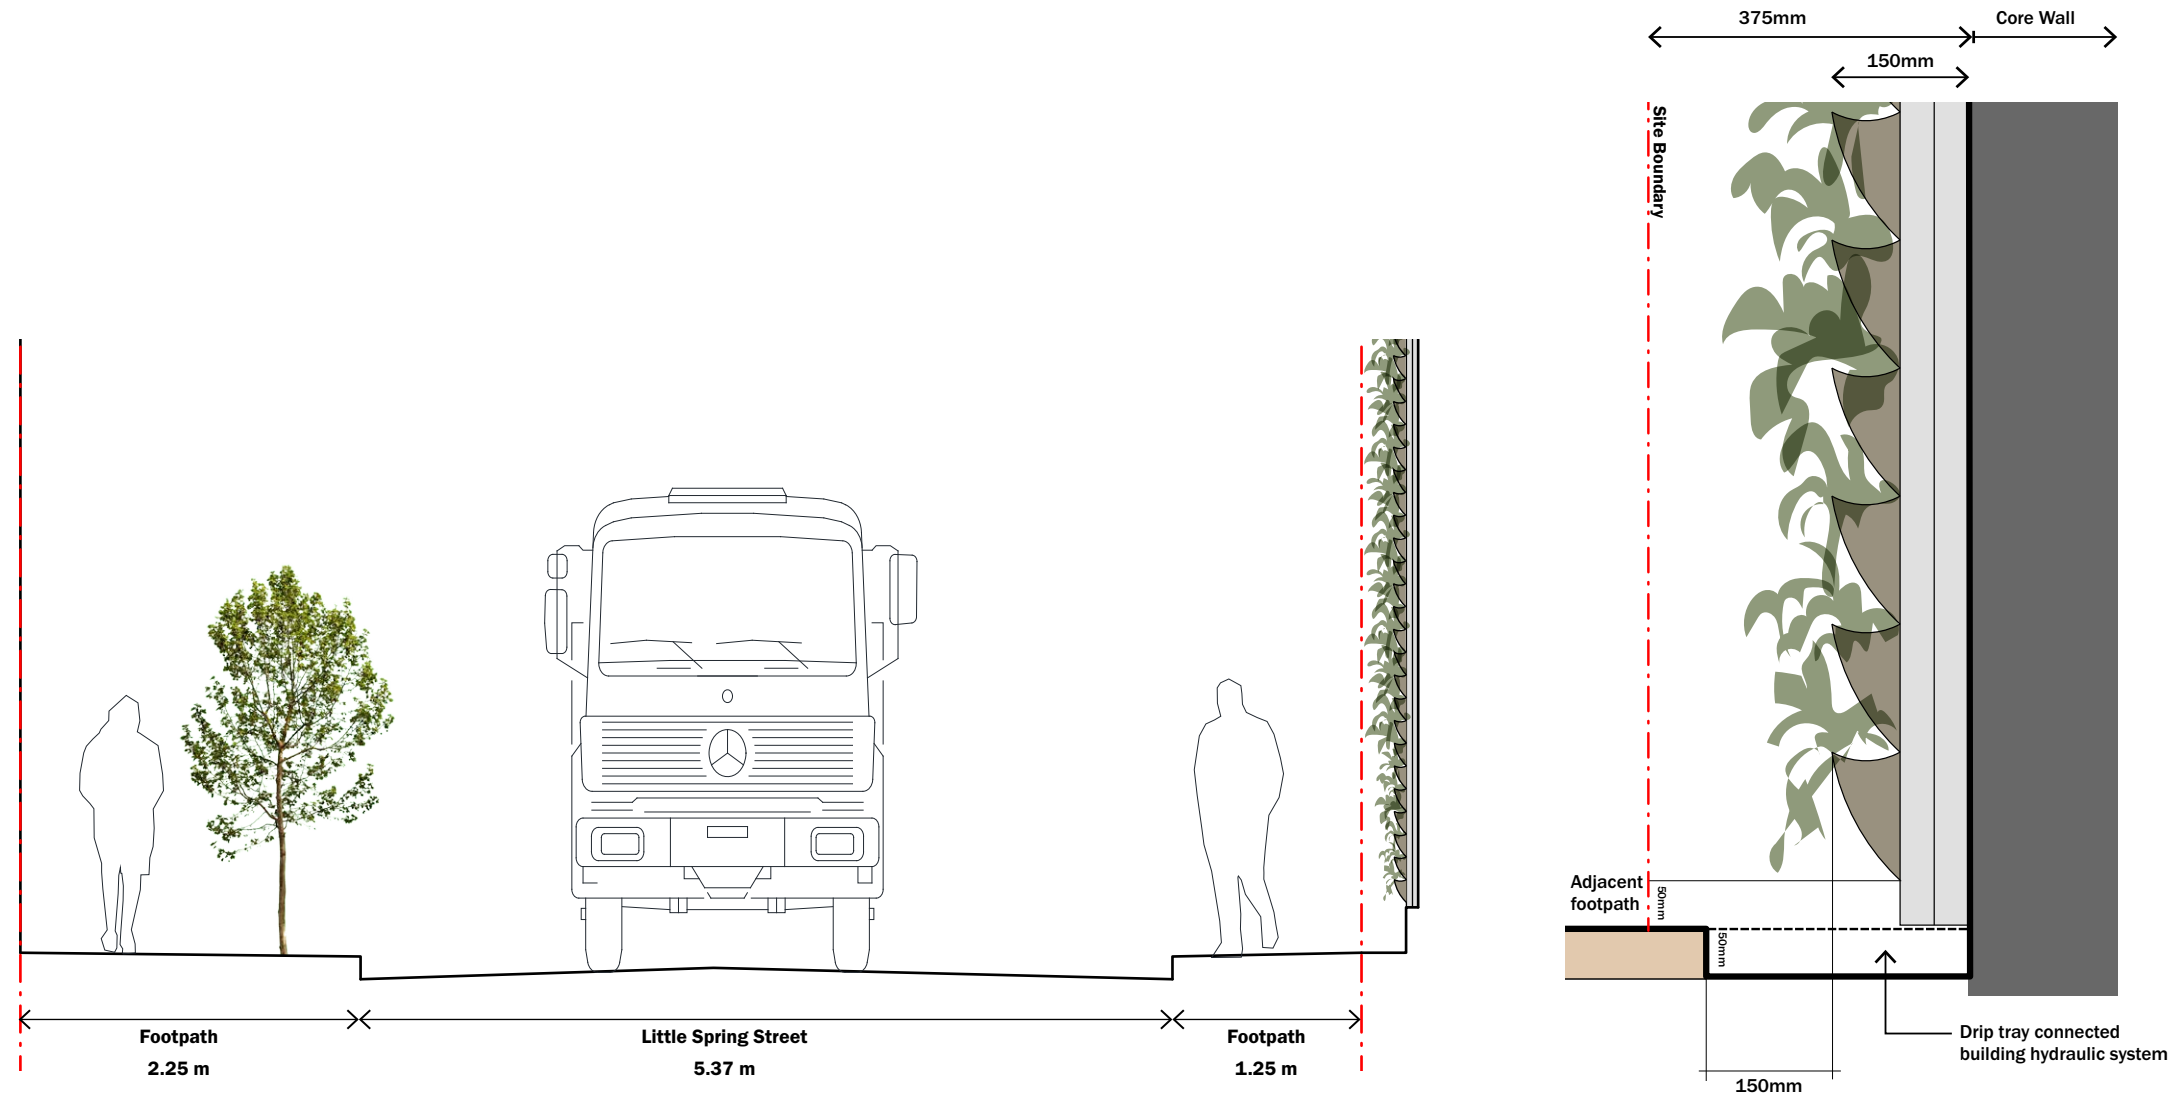 375mm
Core Wall
150mm
Site Boundary
Adjacent
footpath
50mm
50mm
Drip tray connected
building hydraulic system
150mm
Footpath
2.25 m
Little Spring Street
5.37 m
Footpath
1.25 m